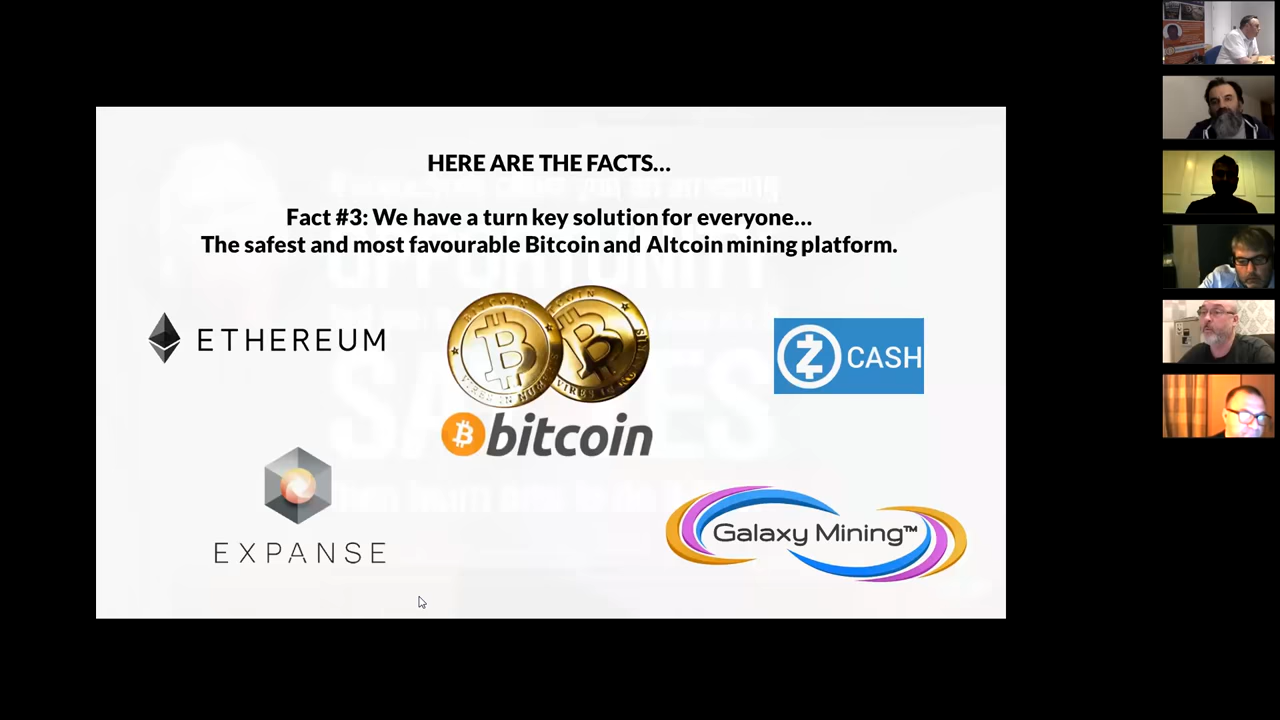 HERE ARE THE FACTS...
Fact #3: We have a turn key solution for everyone...
The safest and most favourable Bitcoin and Altcoin mining platform.
ETHEREUM
bitcoin
CASH
EXPANSE
Galaxy Mining™